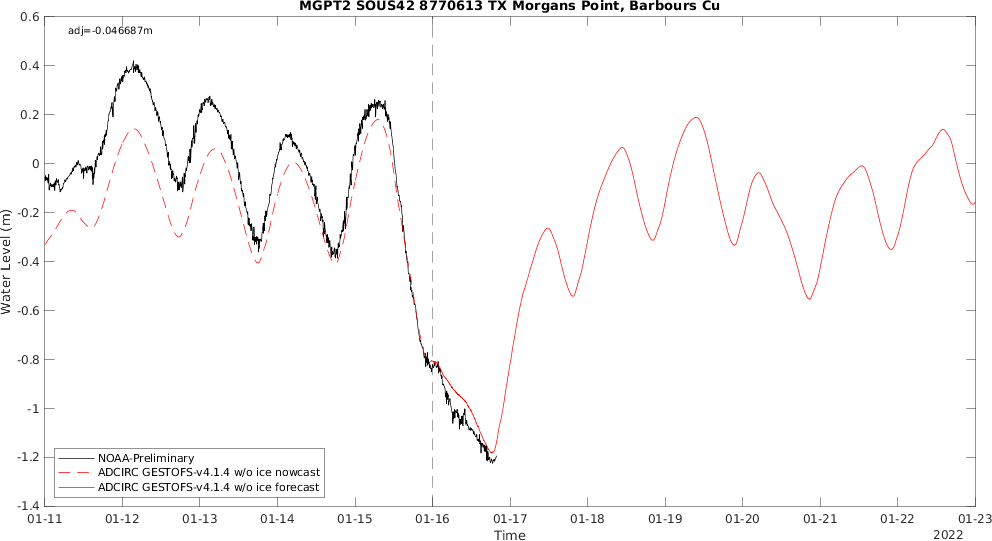 MGPT2 SOUS42 8770613 TX Morgans Point, Barbours Cu
adj=-0.046687m
0.6
0.4
0.2
0
-0.2
-0.4
-0.6
-0.8
-1
-1.2
-1.4
Water Level (m)
NOAA-Preliminary
ADCIRC GESTOFS-v4.1.4 w/o ice nowcast
ADCIRC GESTOFS-v4.1.4 w/o ice forecast
01-11 01-12 01-13 01-14 01-15 01-16 01-17 01-18 01-19 01-20 01-21 01-22 01-23
Time
2022